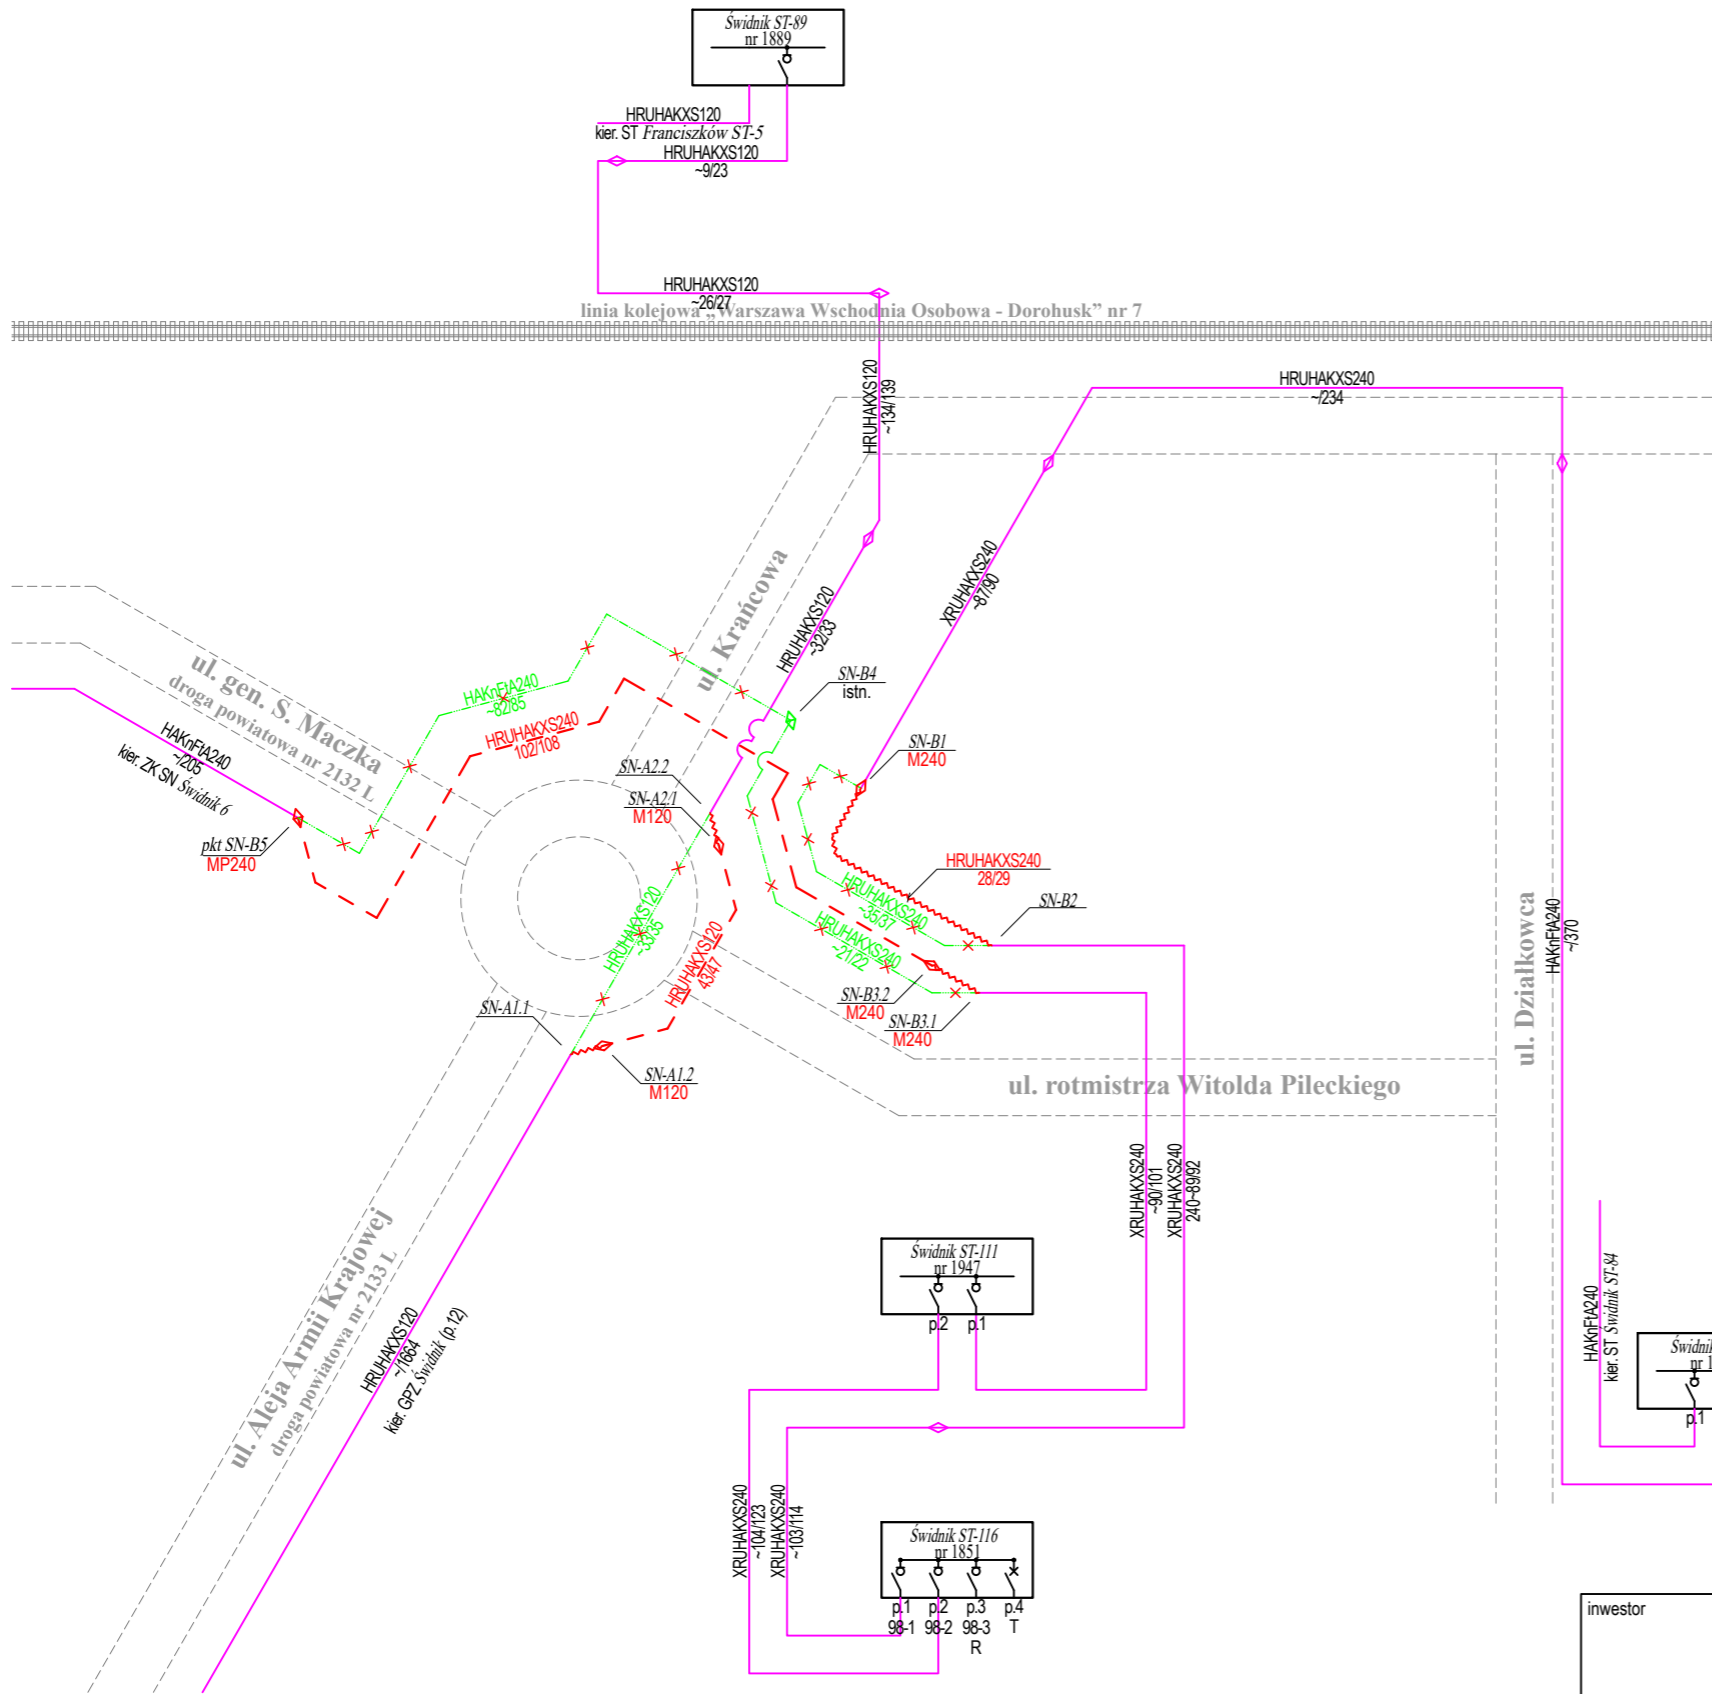 Świdnik ST-89
nr 1889
HRUHAKXS120
kier. ST Franciszków ST-5
HRUHAKXS120
~9/23
HRUHAKXS120
~26/27
linia kolejowa „Warszawa Wschodnia Osobowa - Dorohusk” nr 7
HRUHAKXS120
~134/139
HRUHAKXS240
~/234
XRUHAKXS240
~87/90
HRUHAKXS120
~32/33
ul. Krańcowa
ul. gen. S. Maczka
droga powiatowa nr 2132 L
HAKnFtA240
~82/85
HRUHAKXS240
102/108
SN-B4
istn.
HAKnFtA240
~/205
kier. ZK SN Świdnik 6
SN-B1
M240
SN-A2.2
SN-A2.1
M120
pkt SN-B5
MP240
HRUHAKXS240
28/29
HRUHAKXS240
~35/37
SN-B2
HRUHAKXS120
~33/35
HRUHAKXS240
~21/22
HRUHAKXS120
43/47
SN-B3.2
M240
SN-B3.1
M240
SN-A1.1
SN-A1.2
M120
ul. Działkowca
HAKnFtA240
~/370
ul. rotmistrza Witolda Pileckiego
XRUHAKXS240
~90/101
XRUHAKXS240
240~89/92
ul. Aleja Armii Krajowej
droga powiatowa nr 2133 L
HRUHAKXS120
~/1664
kier. GPZ Świdnik (p.12)
Świdnik ST-111
nr 1947
p.2 p.1
HAKnFtA240
kier. ST Świdnik ST-84
Świdnik
nr 1
p.1
XRUHAKXS240
~104/123
XRUHAKXS240
~103/114
Świdnik ST-116
nr 1851
p.1 p.2 p.3 p.4
98-1 98-2 98-3 T
R
inwestor